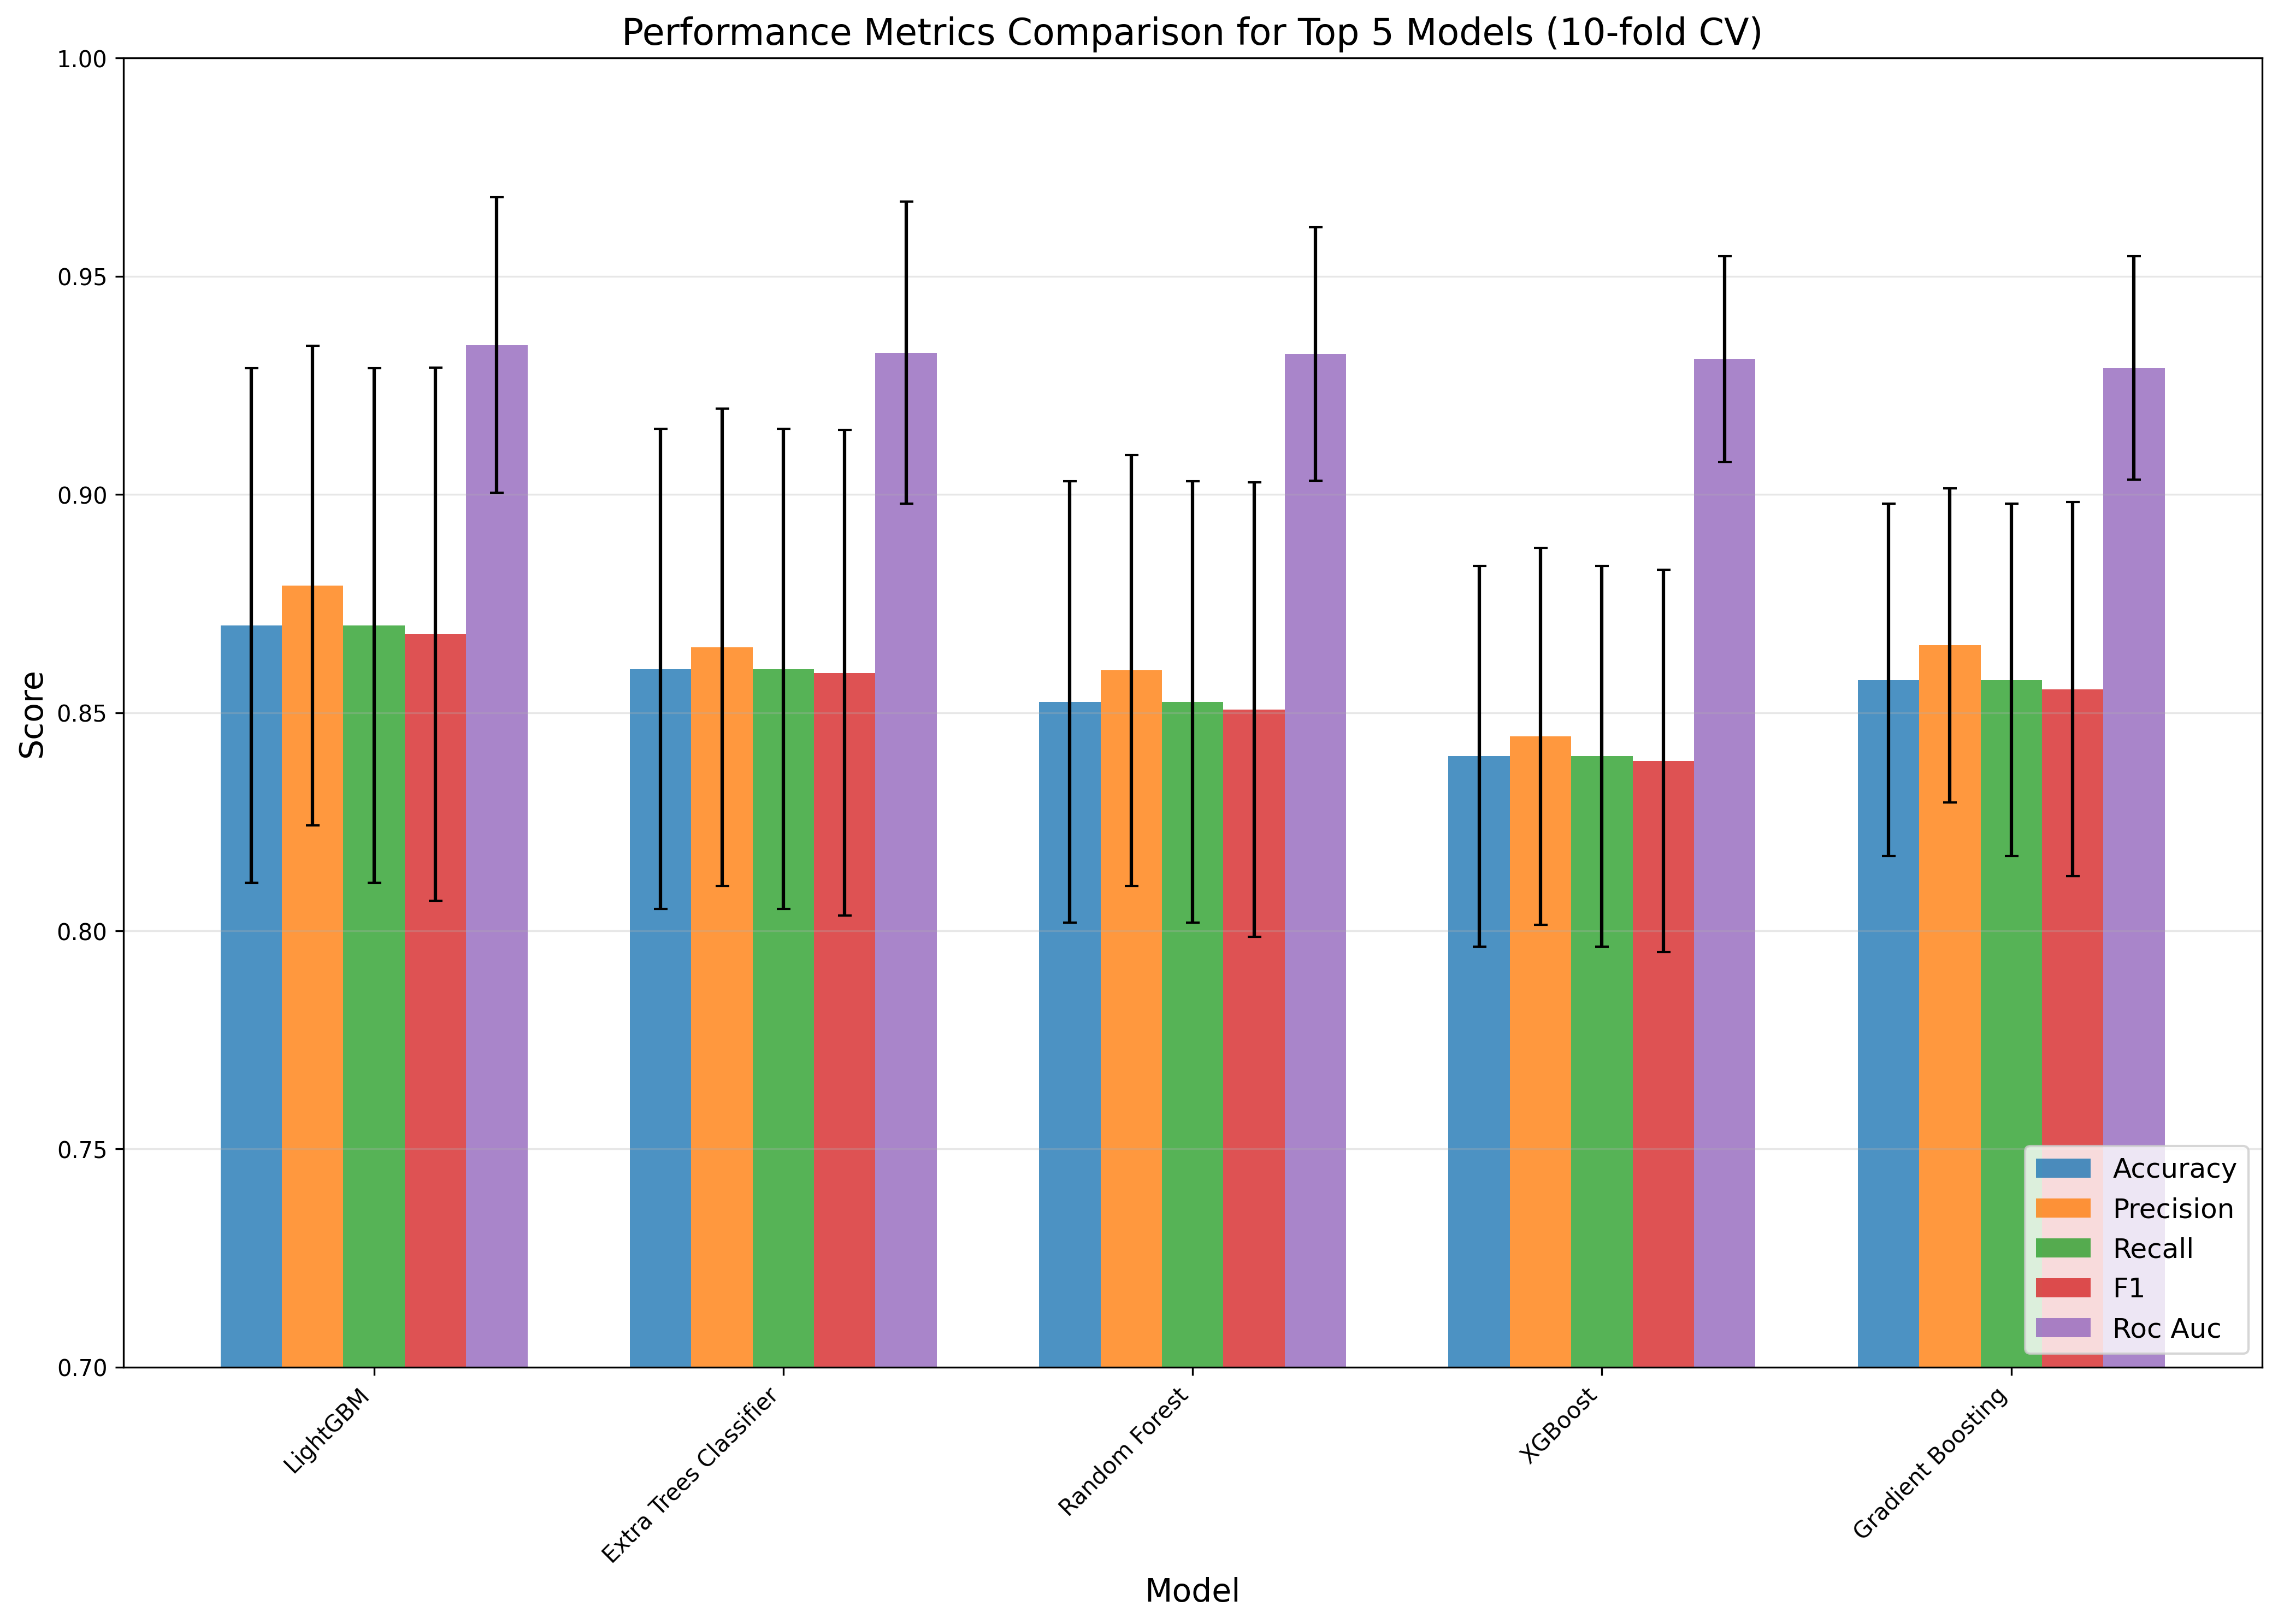 Performance Metrics Comparison for Top 5 Models (10-fold CV)
1.00
0.95
0.90
0.85
0.80
0.75
0.70
Score
Accuracy
Precision
Recall
F1
Roc Auc
LightGBM
Extra Trees Classifier
Random Forest
XGBoost
Gradient Boosting
Model